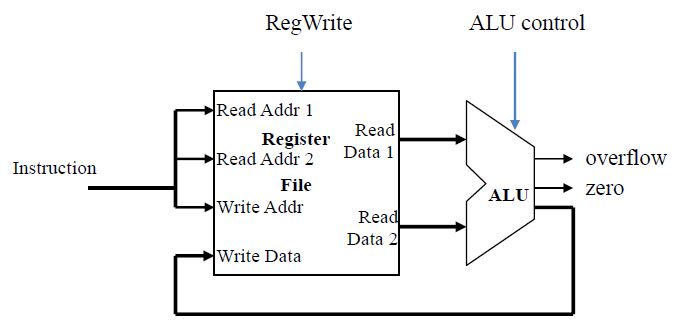 RegWrite
ALU control
Instruction
Read Addr 1
Register
Read Addr 2
File
Write Addr
Write Data
Read
Data 1
Read
Data 2
ALU
overflow
zero